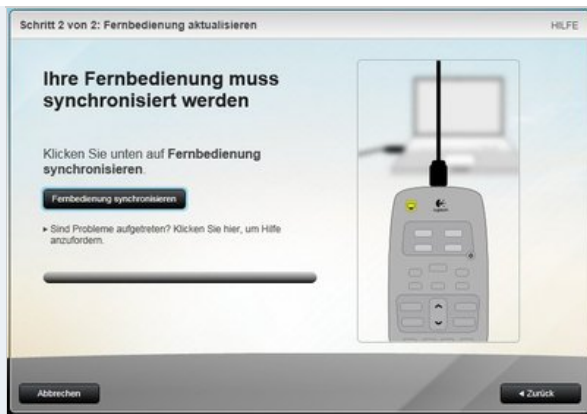 Schritt 2 von 2: Fernbedienung aktualisieren
HILFE
Ihre Fernbedienung muss
synchronisiert werden
Klicken Sie unten auf Fernbedienung
synchronisieren.
Fernbedienung synchronisieren
▸ Sind Probleme aufgetreten? Klicken Sie hier, um Hilfe
anzufordern.
Abbrechen
◂ Zurück